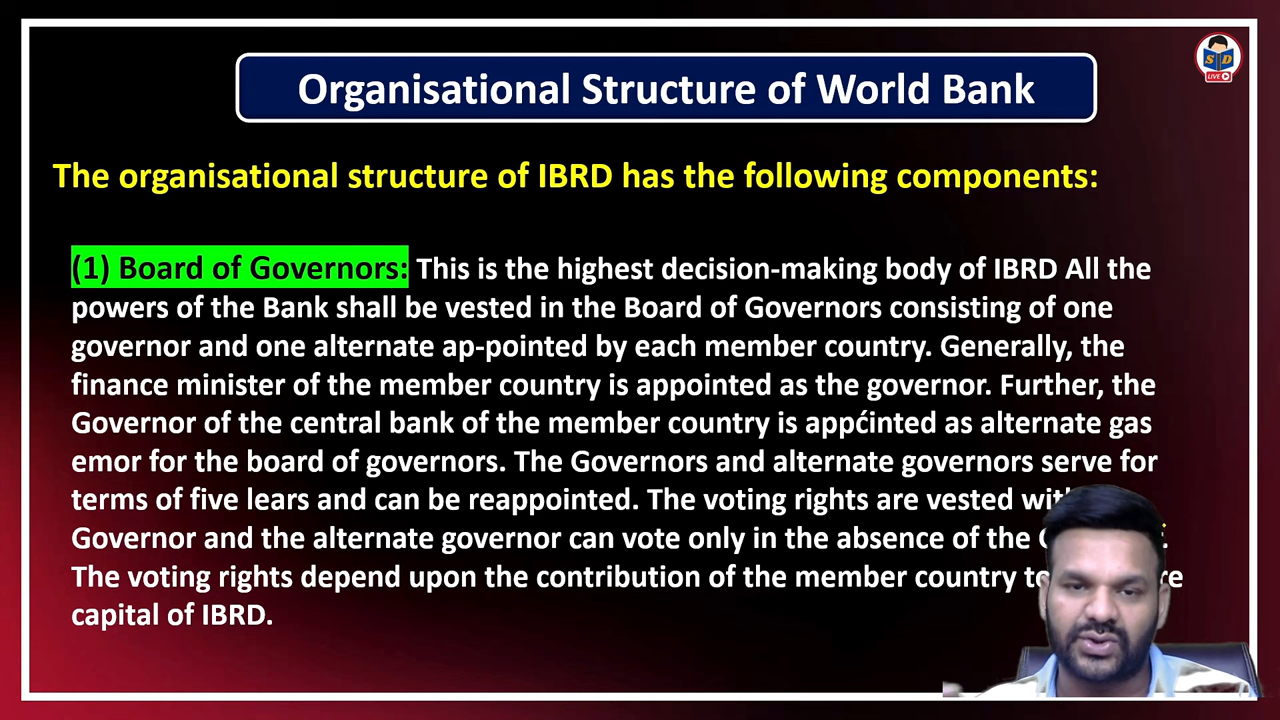 Organisational Structure of World Bank
S D
LIVE
The organisational structure of IBRD has the following components:
(1) Board of Governors: This is the highest decision-making body of IBRD All the
powers of the Bank shall be vested in the Board of Governors consisting of one
governor and one alternate ap-pointed by each member country. Generally, the
finance minister of the member country is appointed as the governor. Further, the
Governor of the central bank of the member country is appćinted as alternate gas
emor for the board of governors. The Governors and alternate governors serve for
terms of five lears and can be reappointed. The voting rights are vested
Governor and the alternate governor can vote only in the absence of the
The voting rights depend upon the contribution of the member country
capital of IBRD.